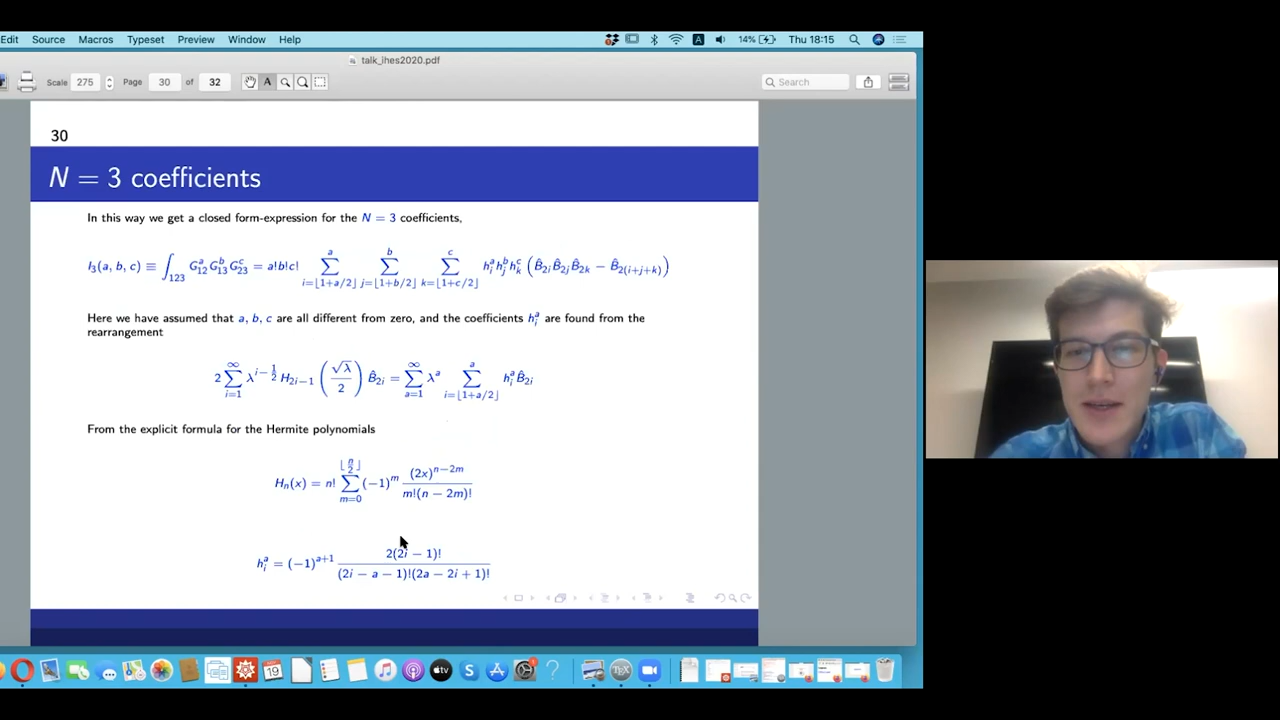 Edit Source Macros Typeset Preview Window Help 14% Thu 18:15
talk_ihes2020.pdf
Scale 275 Page 30 of 32 Search
30
N = 3 coefficients
In this way we get a closed form-expression for the N = 3 coefficients,
I₃(a, b, c) ≡ ∫₁₂₃ G₁₂ᵃ G₁₃ᵇ G₂₃ᶜ = a!b!c! ∑_{i=⌊1+a/2⌋}^{a} ∑_{j=⌊1+b/2⌋}^{b} ∑_{k=⌊1+c/2⌋}^{c} h_i^a h_j^b h_k^c ( B̂_{2i} B̂_{2j} B̂_{2k} − B̂_{2(i+j+k)} )
Here we have assumed that a, b, c are all different from zero, and the coefficients h_i^a are found from the
rearrangement
2 ∑_{i=1}^{∞} λ^{i−1/2} H_{2i−1} ( √λ / 2 ) B̂_{2i} = ∑_{a=1}^{∞} λ^a ∑_{i=⌊1+a/2⌋}^{a} h_i^a B̂_{2i}
From the explicit formula for the Hermite polynomials
H_n(x) = n! ∑_{m=0}^{⌊n/2⌋} (−1)^m (2x)^{n−2m} / m!(n − 2m)!
h_i^a = (−1)^{a+1} 2(2i − 1)! / (2i − a − 1)!(2a − 2i + 1)!